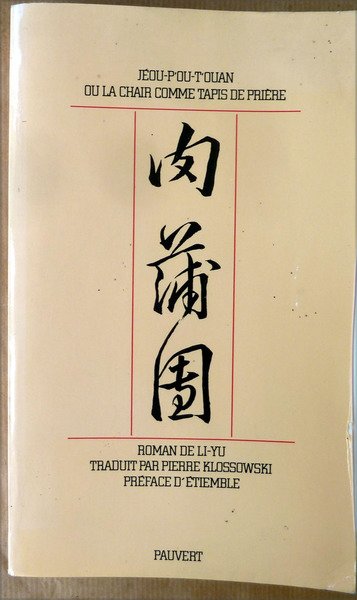 JÉOU-P'OU-T'OUAN
OU LA CHAIR COMME TAPIS DE PRIÈRE
肉
蒲
團
ROMAN DE LI-YU
TRADUIT PAR PIERRE KLOSSOWSKI
PRÉFACE D'ÉTIEMBLE
PAUVERT